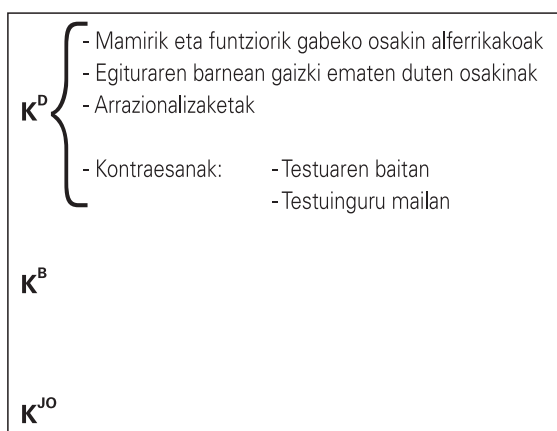 - Mamirik eta funtziorik gabeko osakin alferrikakoak
- Egituraren barnean gaizki ematen duten osakinak
K^D
- Arrazionalizaketak
- Kontraesanak: - Testuaren baitan
- Testuinguru mailan
K^B
K^JO